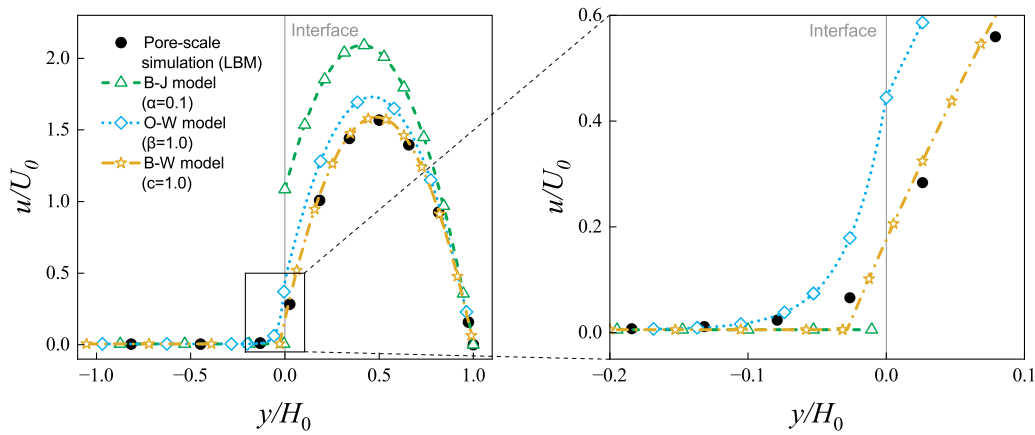 Interface
Pore-scale
simulation (LBM)
B-J model
(α=0.1)
O-W model
(β=1.0)
B-W model
(c=1.0)
2.0
1.5
1.0
0.5
0.0
u/U₀
−1.0
−0.5
0.0
0.5
1.0
y/H₀
Interface
0.6
0.4
0.2
0.0
u/U₀
−0.2
−0.1
0.0
0.1
y/H₀